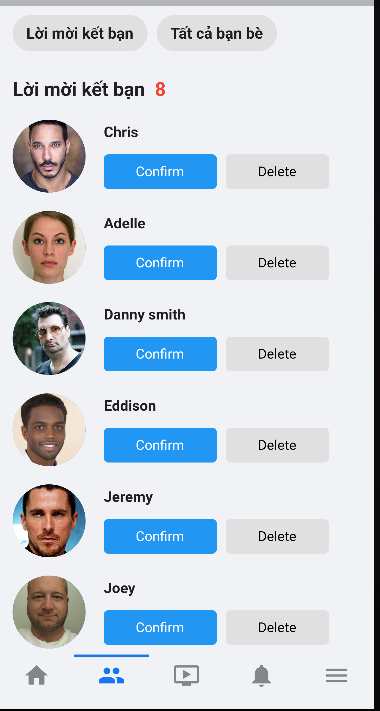 Lời mời kết bạn Tất cả bạn bè
Lời mời kết bạn 8
Chris
Confirm Delete
Adelle
Confirm Delete
Danny smith
Confirm Delete
Eddison
Confirm Delete
Jeremy
Confirm Delete
Joey
Confirm Delete